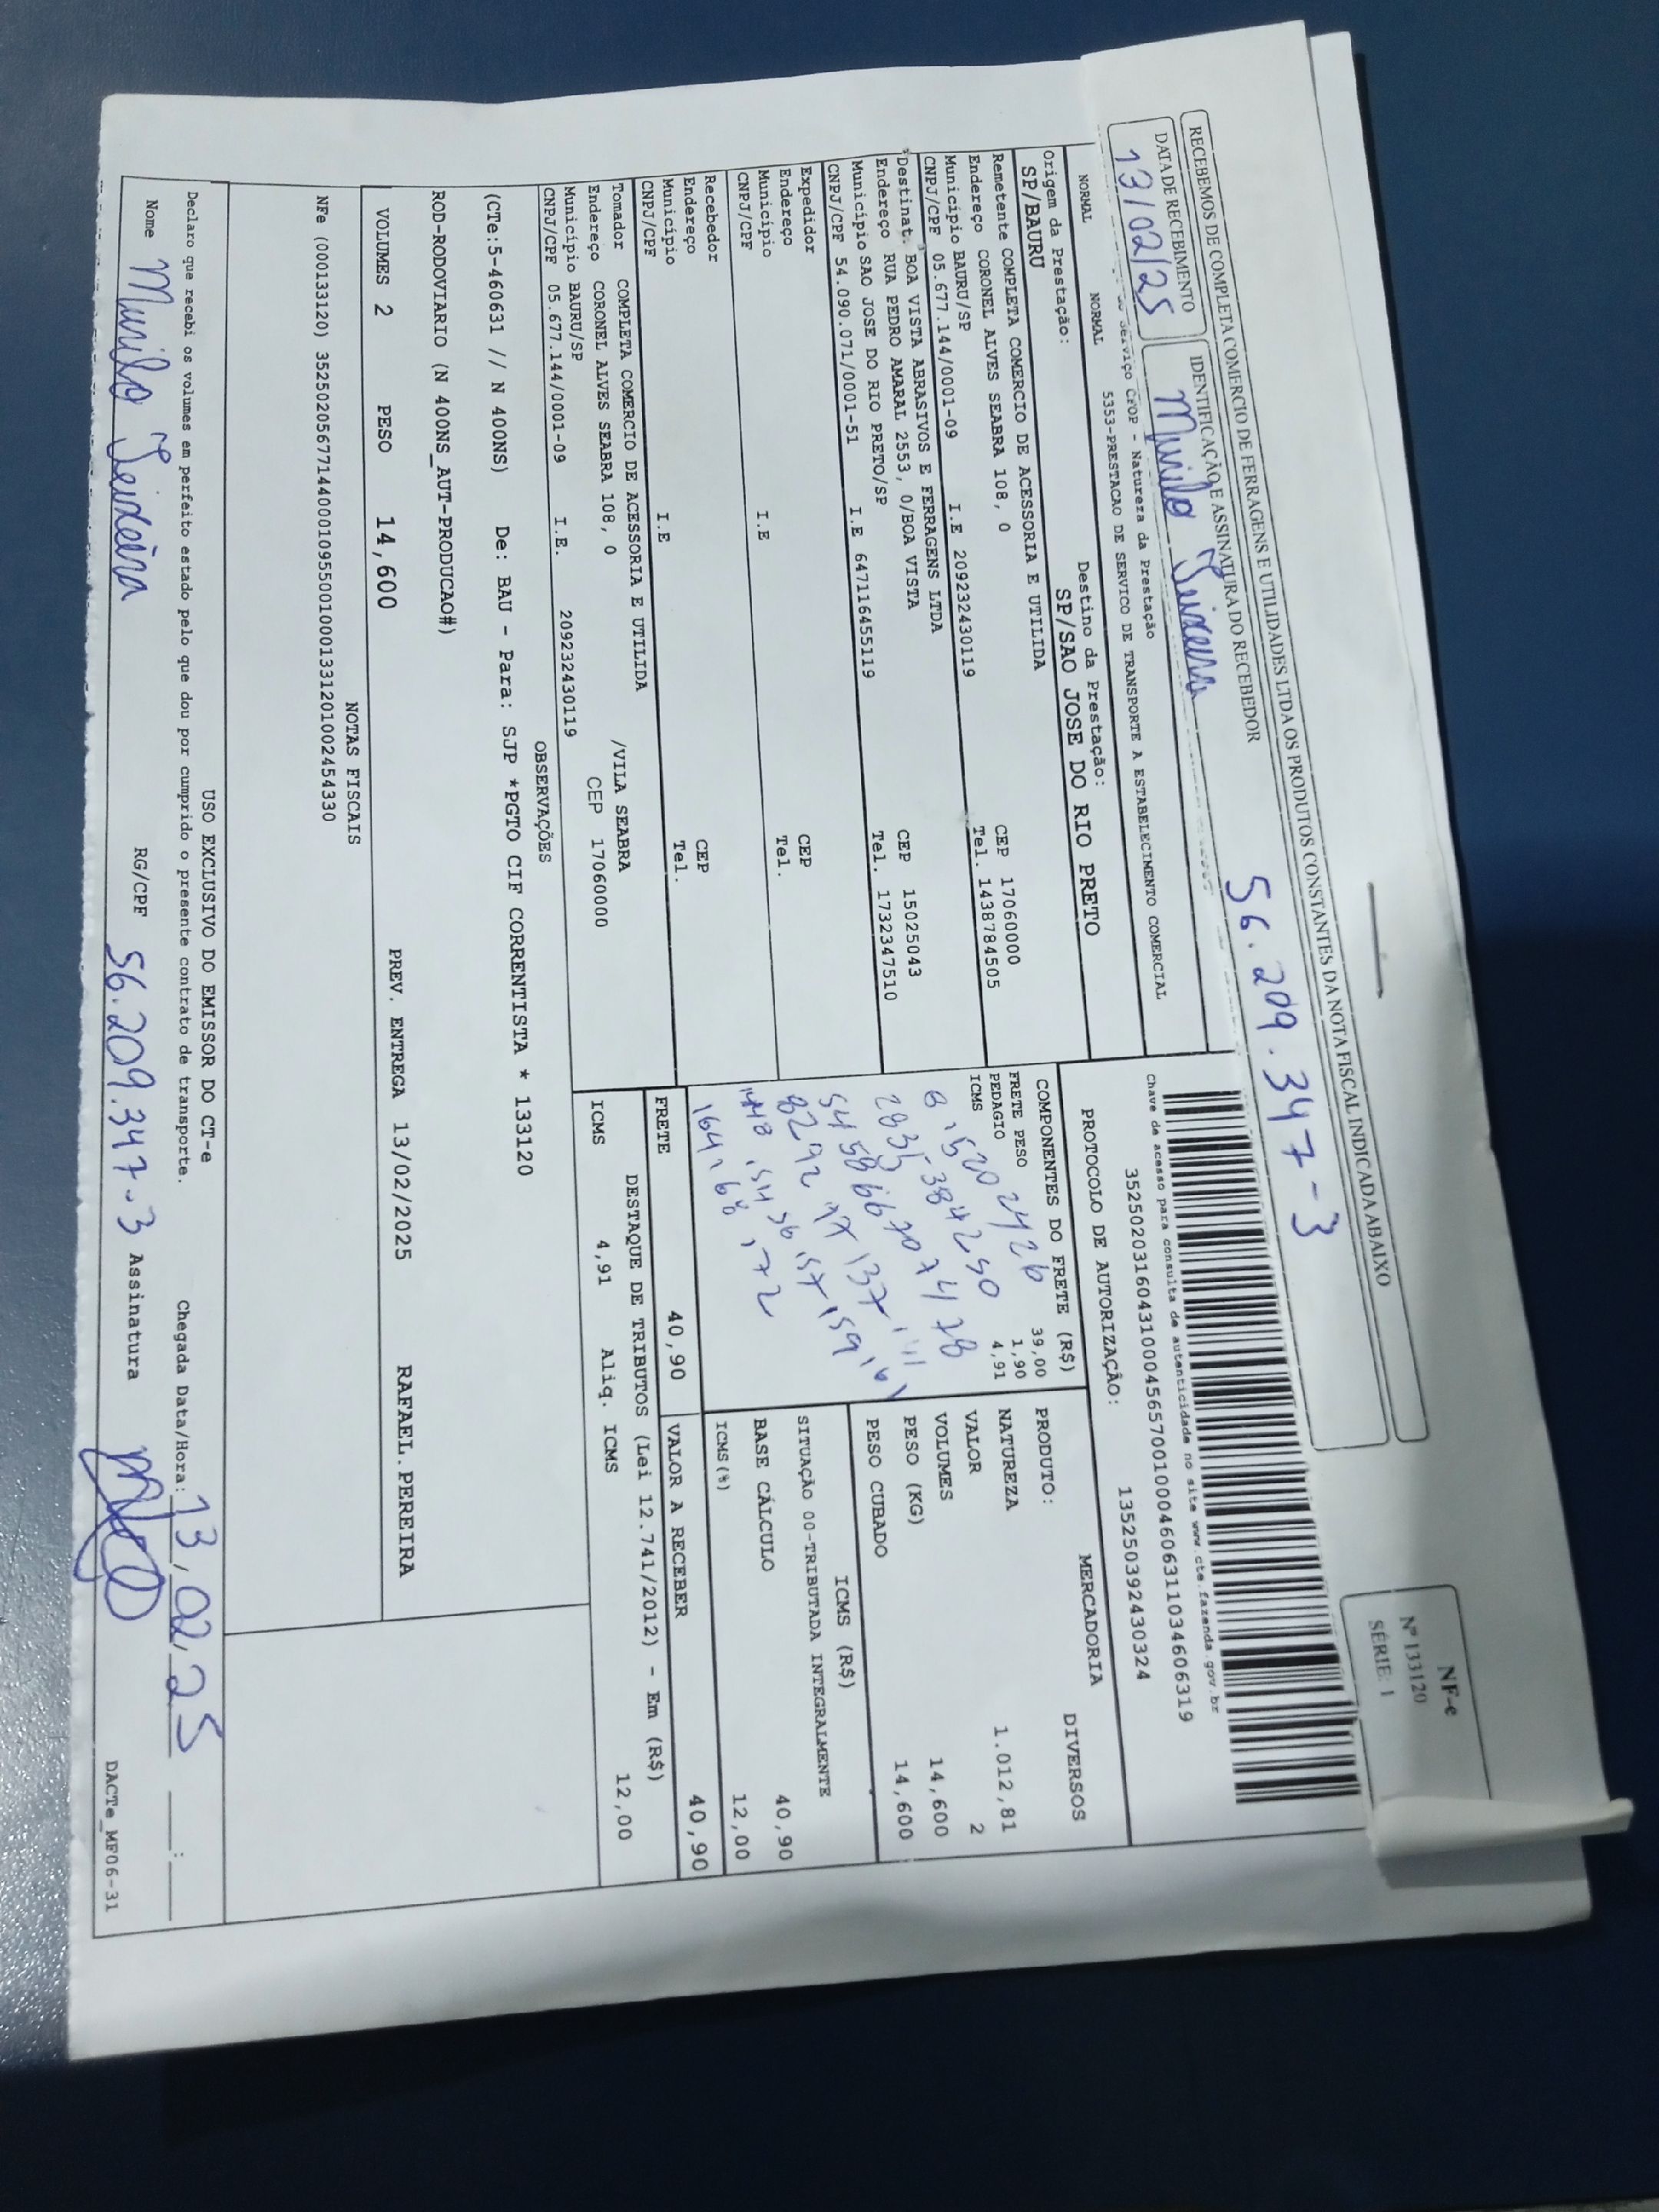 RECEBEMOS DE COMPLETA COMERCIO DE FERRAGENS E UTILIDADES LTDA OS PRODUTOS CONSTANTES DA NOTA FISCAL INDICADA ABAIXO
DATA DE RECEBIMENTO
13/02/25
IDENTIFICAÇÃO E ASSINATURA DO RECEBEDOR
Murilo Teixeira
56.209.347-3
NF-e
Nº 133120
SÉRIE: 1
Serviço CFOP - Natureza da Prestação
NORMAL NORMAL 5353-PRESTACAO DE SERVICO DE TRANSPORTE A ESTABELECIMENTO COMERCIAL
Chave de acesso para consulta de autenticidade no site www.cte.fazenda.gov.br
35250203160431000456570010004606311034606319
PROTOCOLO DE AUTORIZAÇÃO: 135250392430324
Origem da Prestação: Destino da Prestação:
SP/BAURU SP/SAO JOSE DO RIO PRETO
Remetente COMPLETA COMERCIO DE ACESSORIA E UTILIDA
Endereço CORONEL ALVES SEABRA 108, 0 CEP 17060000
Município BAURU/SP Tel. 1438784505
CNPJ/CPF 05.677.144/0001-09 I.E 209232430119
Destinat. BOA VISTA ABRASIVOS E FERRAGENS LTDA
Endereço RUA PEDRO AMARAL 2553, 0/BOA VISTA CEP 15025043
Município SAO JOSE DO RIO PRETO/SP Tel. 1732347510
CNPJ/CPF 54.090.071/0001-51 I.E 647116455119
Expedidor
Endereço CEP
Município Tel.
CNPJ/CPF I.E
Recebedor
Endereço CEP
Município Tel.
CNPJ/CPF I.E
Tomador COMPLETA COMERCIO DE ACESSORIA E UTILIDA
Endereço CORONEL ALVES SEABRA 108, 0 /VILA SEABRA
Município BAURU/SP CEP 17060000
CNPJ/CPF 05.677.144/0001-09 I.E. 209232430119
COMPONENTES DO FRETE (R$)
FRETE PESO 39,00
PEDAGIO 1,90
ICMS 4,91
FRETE 40,90
MERCADORIA
PRODUTO: DIVERSOS
NATUREZA
VALOR 1.012,81
VOLUMES 2
PESO (KG) 14,600
PESO CUBADO 14,600
ICMS (R$)
SITUAÇÃO 00-TRIBUTADA INTEGRALMENTE
BASE CÁLCULO 40,90
ICMS(%) 12,00
VALOR A RECEBER 40,90
DESTAQUE DE TRIBUTOS (Lei 12.741/2012) - Em (R$)
ICMS 4,91 Aliq. ICMS 12,00
OBSERVAÇÕES
(CTe:5-460631 // N 400NS) De: BAU - Para: SJP *PGTO CIF CORRENTISTA * 133120
ROD-RODOVIARIO (N 400NS_AUT-PRODUCAO#)
VOLUMES 2 PESO 14,600 PREV. ENTREGA 13/02/2025 RAFAEL.PEREIRA
NOTAS FISCAIS
NFe (000133120) 35250205677144000109550010001331201002454330
USO EXCLUSIVO DO EMISSOR DO CT-e
Declaro que recebi os volumes em perfeito estado pelo que dou por cumprido o presente contrato de transporte. Chegada Data/Hora: 13/02/25 __:__
Nome Murilo Teixeira RG/CPF 56.209.347-3 Assinatura
DACTe_MF06-31